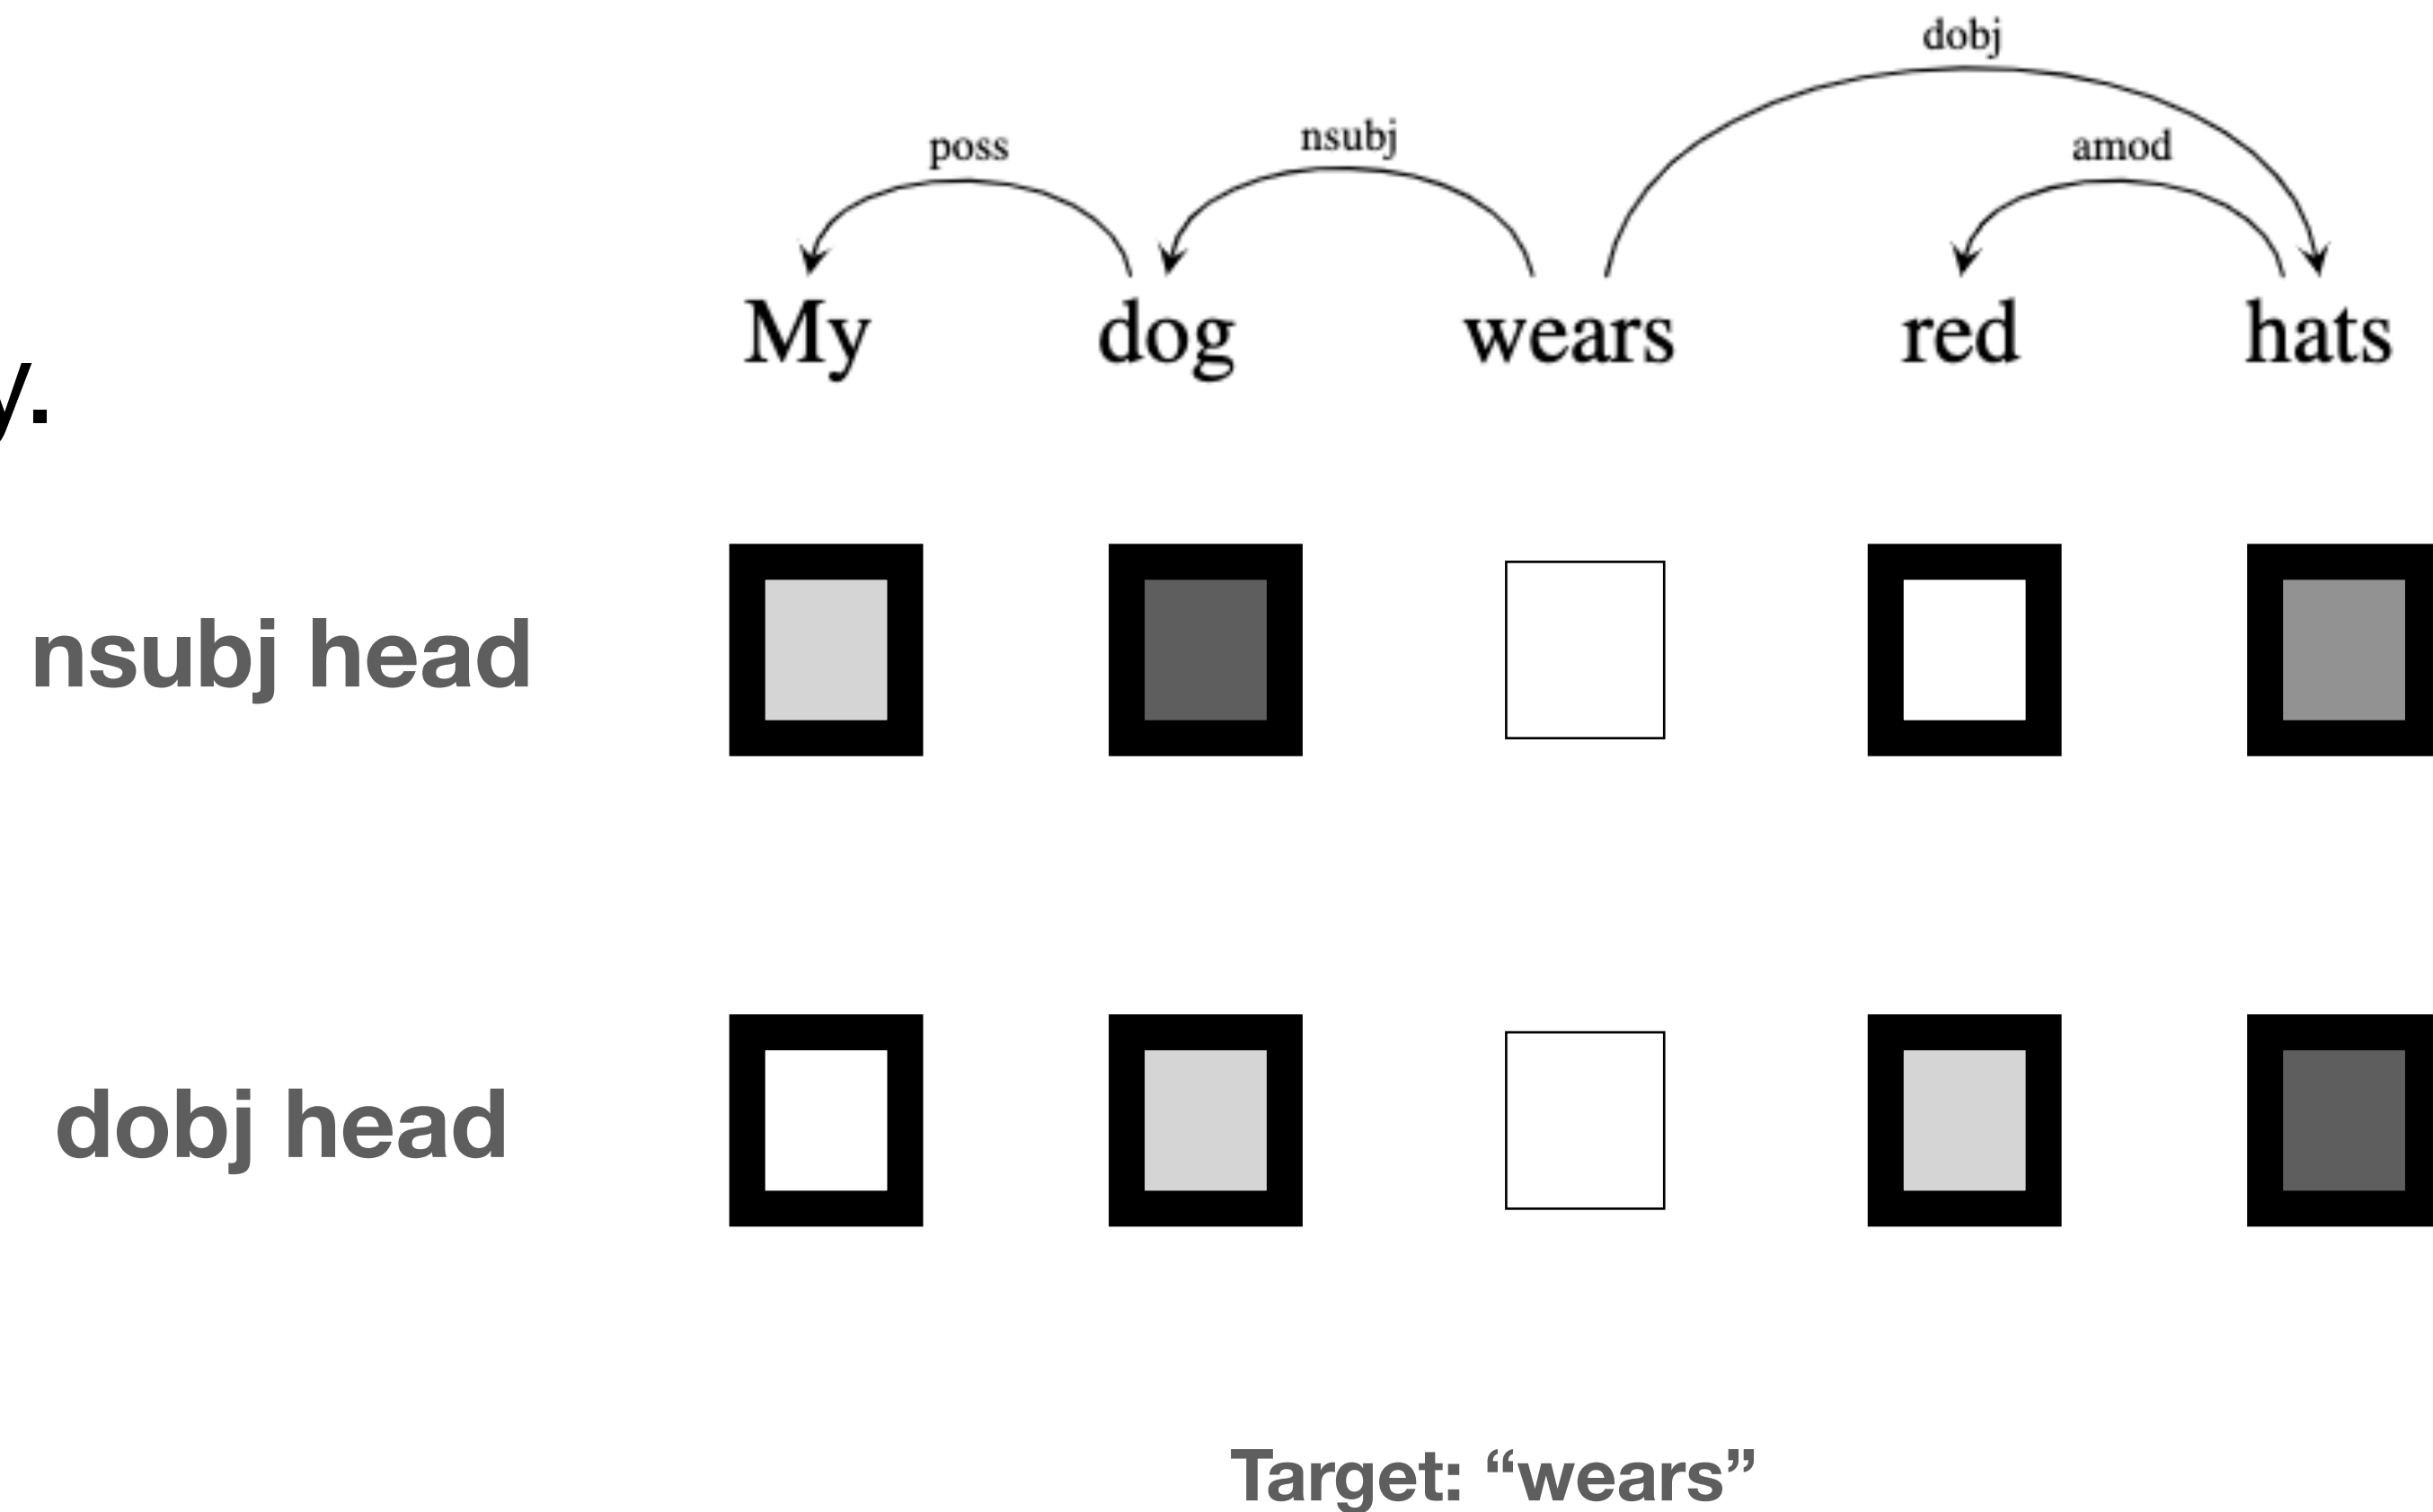 dobj
poss nsubj amod
My dog wears red hats
y.
nsubj head
dobj head
Target: “wears”